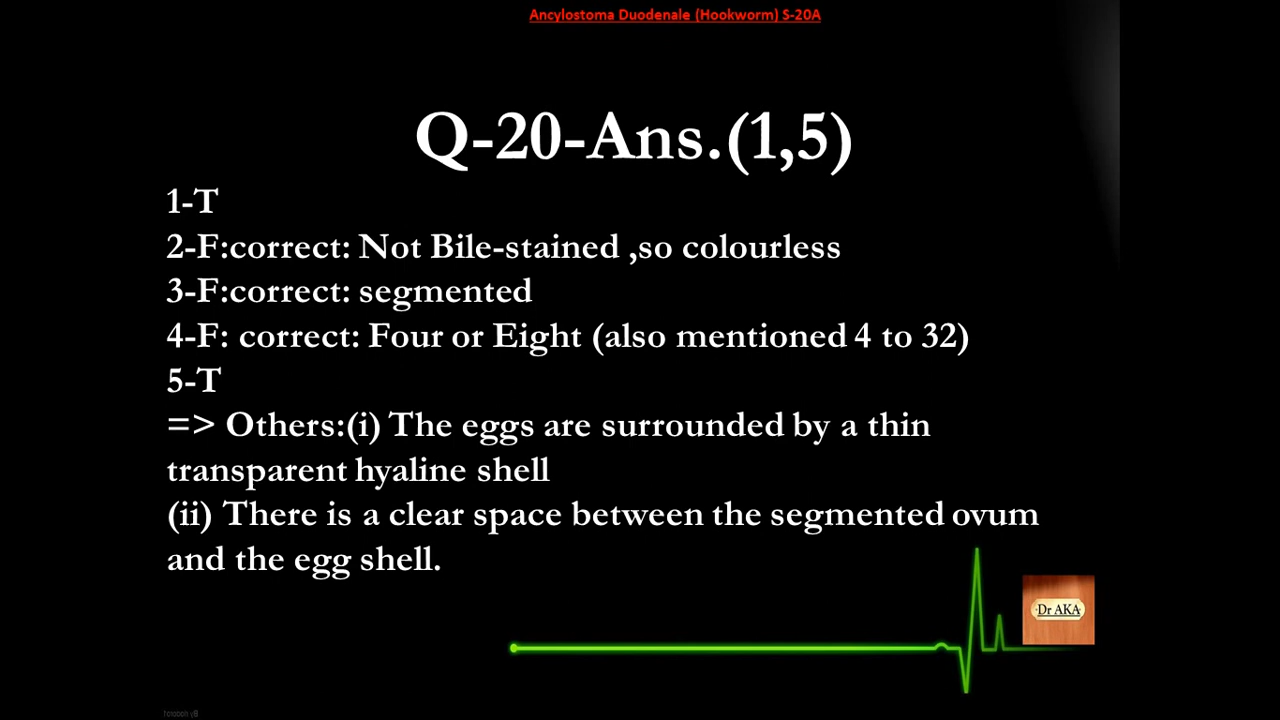 Ancylostoma Duodenale (Hookworm) S-20A
Q-20-Ans.(1,5)
1-T
2-F:correct: Not Bile-stained ,so colourless
3-F:correct: segmented
4-F: correct: Four or Eight (also mentioned 4 to 32)
5-T
=> Others:(i) The eggs are surrounded by a thin
transparent hyaline shell
(ii) There is a clear space between the segmented ovum
and the egg shell.
Dr AKA